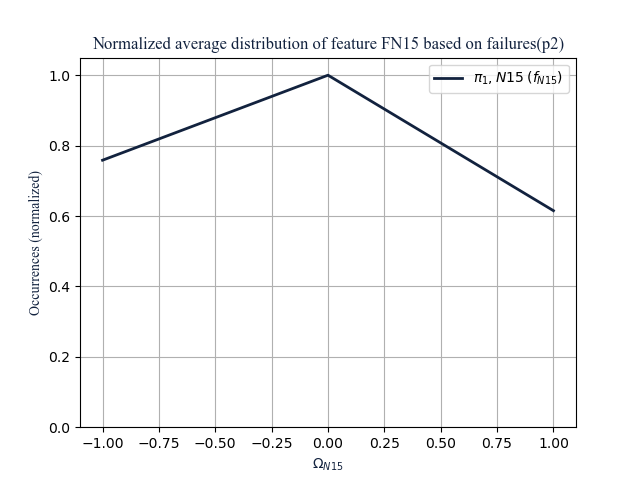 Normalized average distribution of feature FN15 based on failures(p2)
π₁, N15 (f_N15)
Occurrences (normalized)
1.0
0.8
0.6
0.4
0.2
0.0
−1.00 −0.75 −0.50 −0.25 0.00 0.25 0.50 0.75 1.00
Ω_N15